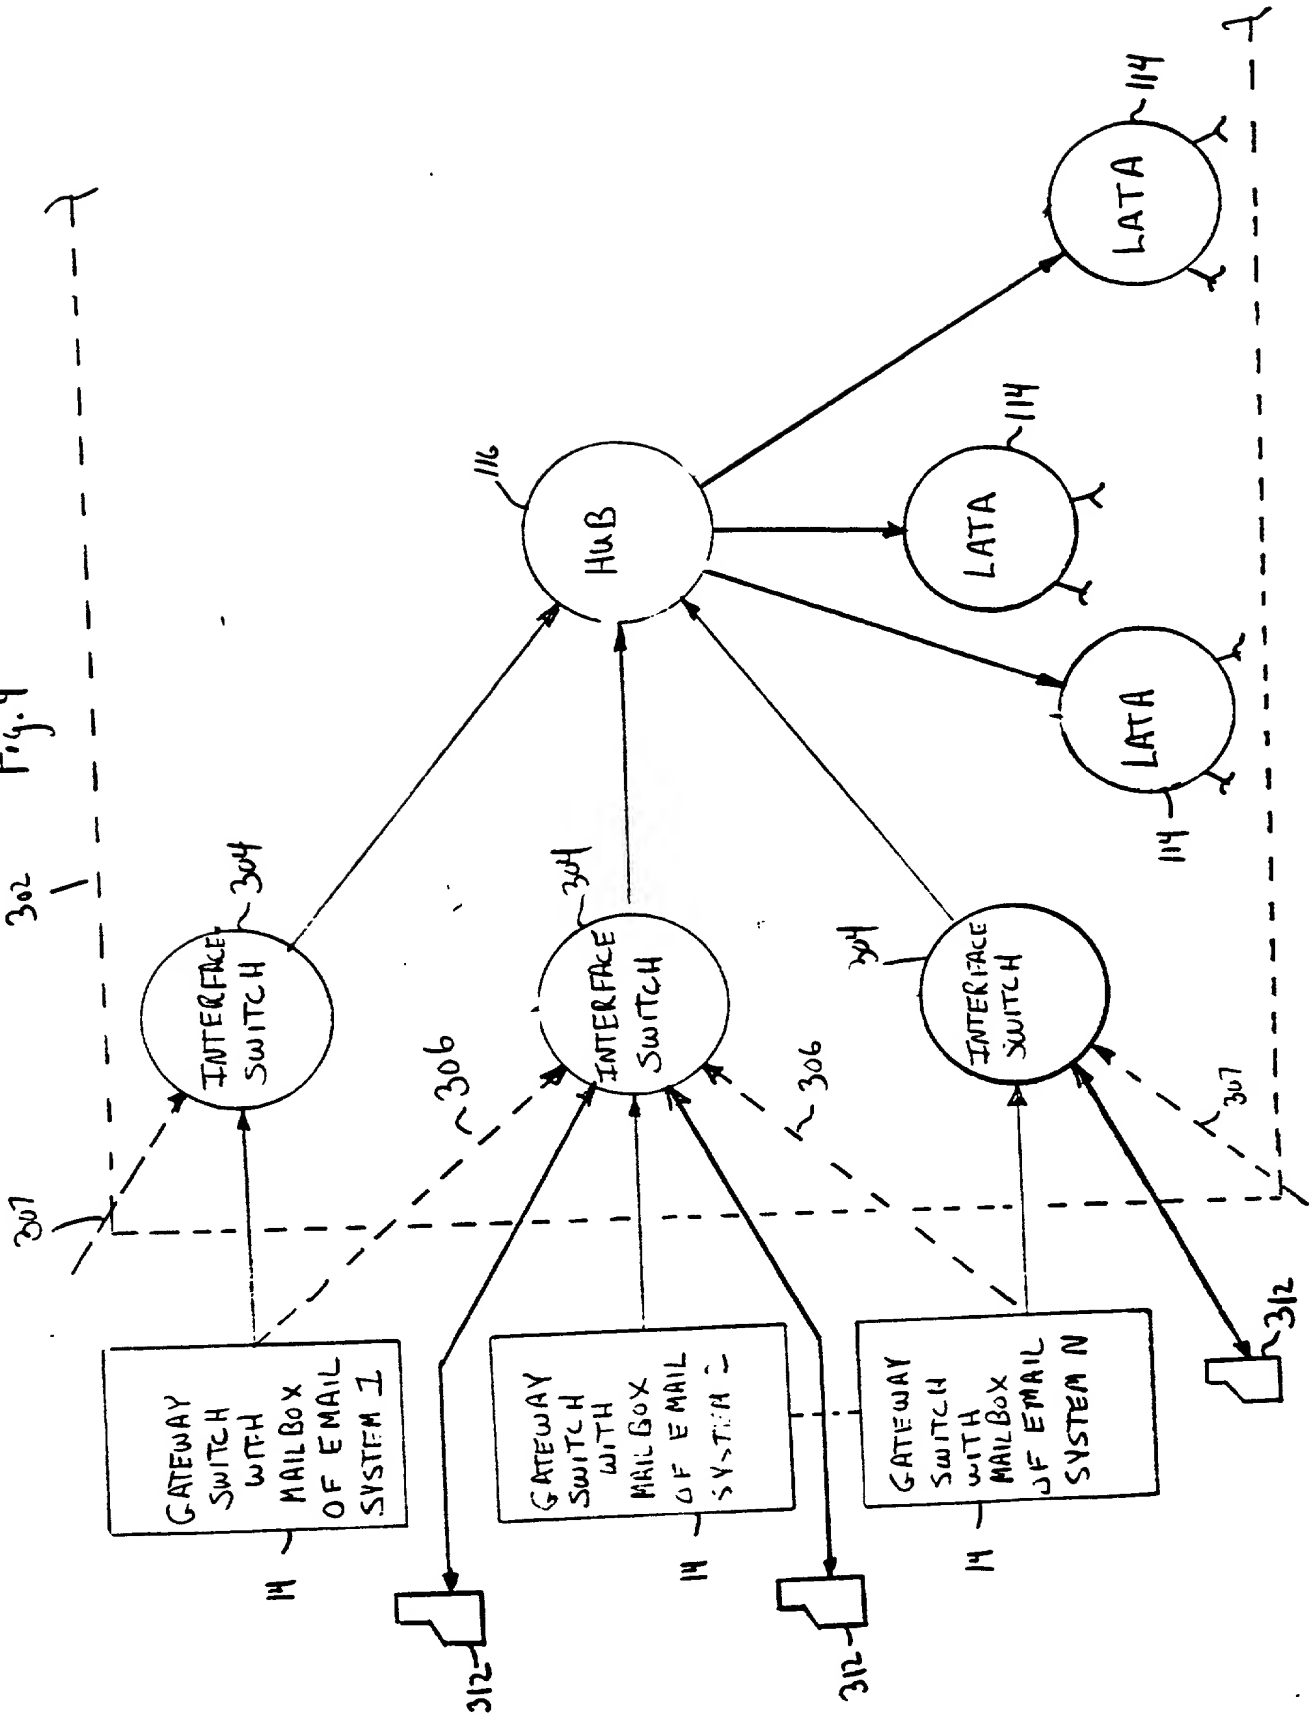 Fig. 4
302
307
GATEWAY
SWITCH
WITH
MAILBOX
OF EMAIL
SYSTEM 1
14
INTERFACE
SWITCH
304
312
306
GATEWAY
SWITCH
WITH
MAILBOX
OF EMAIL
SYSTEM
14
INTERFACE
SWITCH
304
116
HUB
312
306
GATEWAY
SWITCH
WITH
MAILBOX
OF EMAIL
SYSTEM N
14
INTERFACE
SWITCH
304
312
307
LATA
114
LATA
114
LATA
114